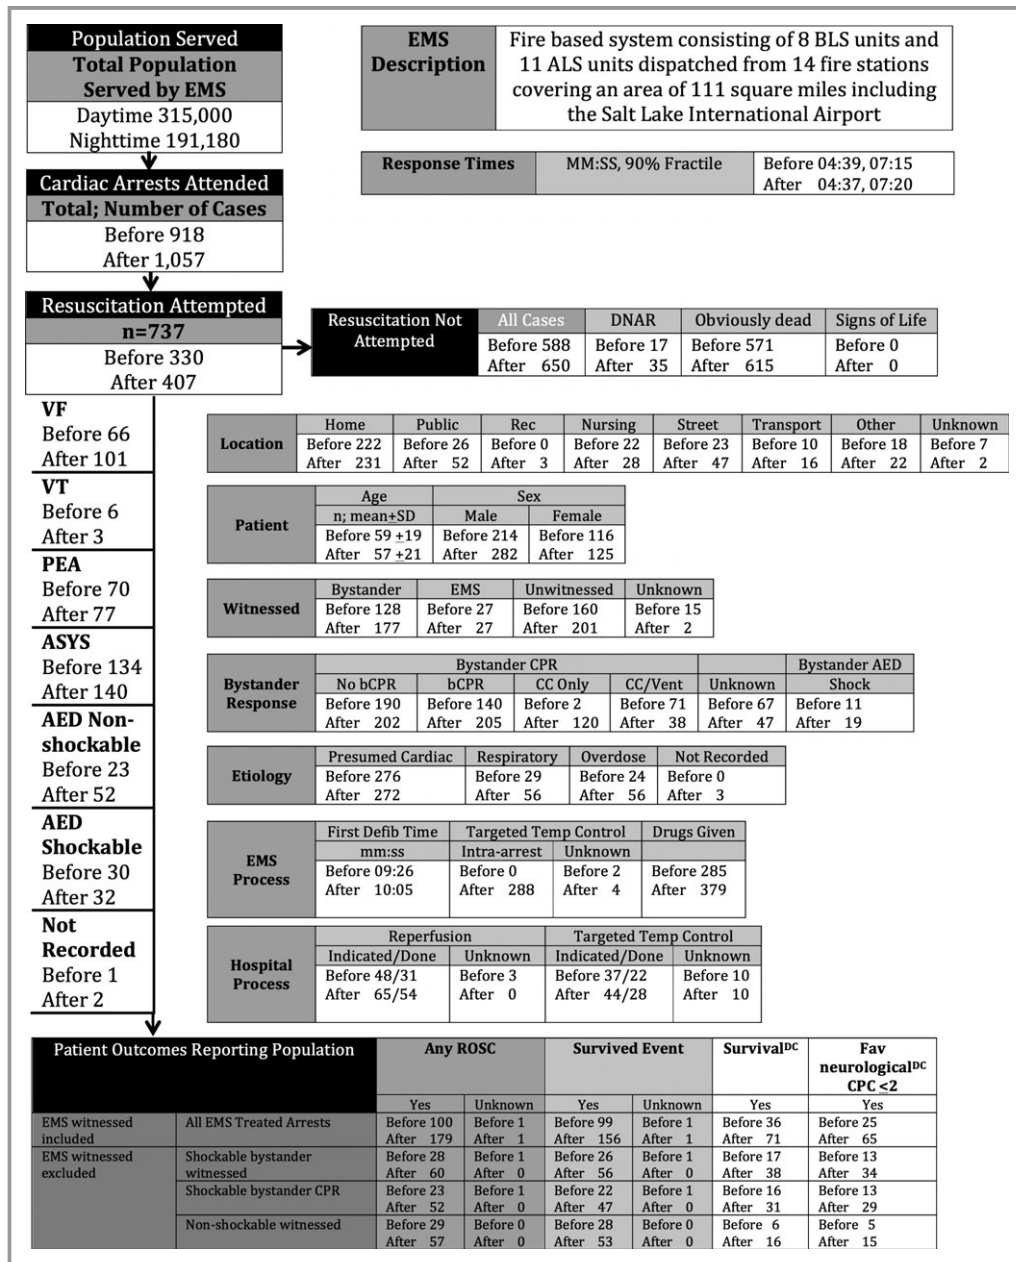 Population Served
Total Population
Served by EMS
Daytime 315,000
Nighttime 191,180
EMS Description
Fire based system consisting of 8 BLS units and
11 ALS units dispatched from 14 fire stations
covering an area of 111 square miles including
the Salt Lake International Airport
Response Times MM:SS, 90% Fractile Before 04:39, 07:15
After 04:37, 07:20
Cardiac Arrests Attended
Total; Number of Cases
Before 918
After 1,057
Resuscitation Attempted
n=737
Before 330
After 407
Resuscitation Not Attempted
All Cases DNAR Obviously dead Signs of Life
Before 588 Before 17 Before 571 Before 0
After 650 After 35 After 615 After 0
VF
Before 66
After 101
VT
Before 6
After 3
PEA
Before 70
After 77
ASYS
Before 134
After 140
AED Non-
shockable
Before 23
After 52
AED
Shockable
Before 30
After 32
Not
Recorded
Before 1
After 2
Location
Home Public Rec Nursing Street Transport Other Unknown
Before 222 Before 26 Before 0 Before 22 Before 23 Before 10 Before 18 Before 7
After 231 After 52 After 3 After 28 After 47 After 16 After 22 After 2
Patient
Age Sex
n; mean+SD Male Female
Before 59 +19 Before 214 Before 116
After 57 +21 After 282 After 125
Witnessed
Bystander EMS Unwitnessed Unknown
Before 128 Before 27 Before 160 Before 15
After 177 After 27 After 201 After 2
Bystander Response
Bystander CPR Bystander AED
No bCPR bCPR CC Only CC/Vent Unknown Shock
Before 190 Before 140 Before 2 Before 71 Before 67 Before 11
After 202 After 205 After 120 After 38 After 47 After 19
Etiology
Presumed Cardiac Respiratory Overdose Not Recorded
Before 276 Before 29 Before 24 Before 0
After 272 After 56 After 56 After 3
EMS Process
First Defib Time Targeted Temp Control Drugs Given
mm:ss Intra-arrest Unknown
Before 09:26 Before 0 Before 2 Before 285
After 10:05 After 288 After 4 After 379
Hospital Process
Reperfusion Targeted Temp Control
Indicated/Done Unknown Indicated/Done Unknown
Before 48/31 Before 3 Before 37/22 Before 10
After 65/54 After 0 After 44/28 After 10
Patient Outcomes Reporting Population Any ROSC Survived Event Survival DC Fav
neurological DC
CPC ≤2
Yes Unknown Yes Unknown Yes Yes
EMS witnessed included All EMS Treated Arrests Before 100 Before 1 Before 99 Before 1 Before 36 Before 25
After 179 After 1 After 156 After 1 After 71 After 65
EMS witnessed excluded Shockable bystander witnessed Before 28 Before 1 Before 26 Before 1 Before 17 Before 13
After 60 After 0 After 56 After 0 After 38 After 34
Shockable bystander CPR Before 23 Before 1 Before 22 Before 1 Before 16 Before 13
After 52 After 0 After 47 After 0 After 31 After 29
Non-shockable witnessed Before 29 Before 0 Before 28 Before 0 Before 6 Before 5
After 57 After 0 After 53 After 0 After 16 After 15